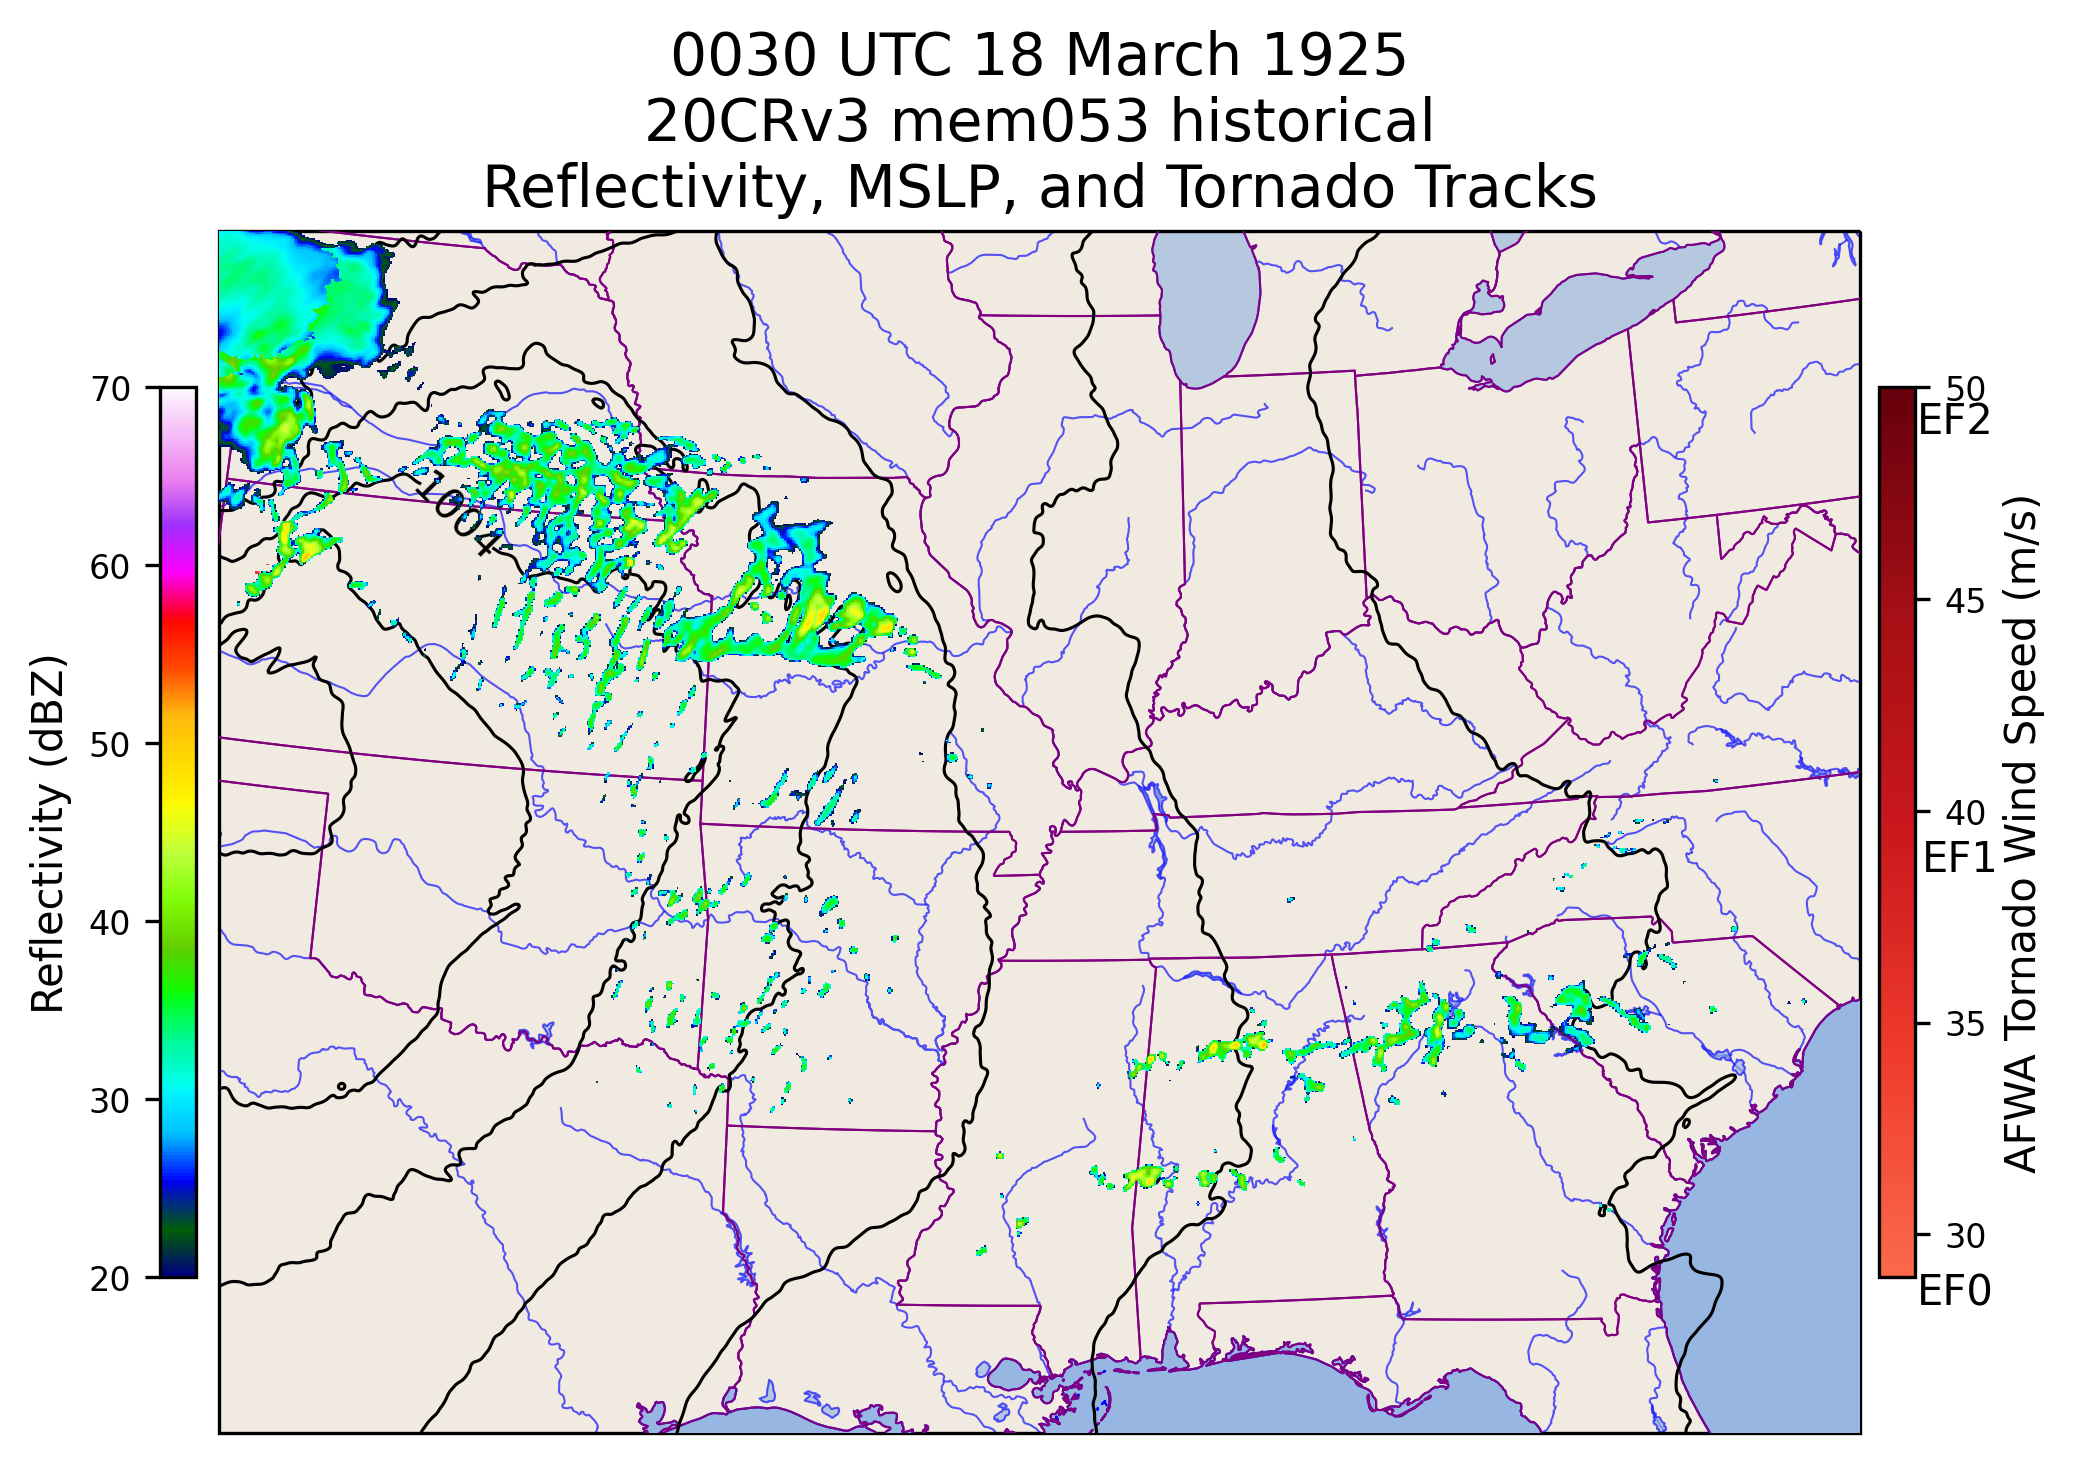 0030 UTC 18 March 1925
20CRv3 mem053 historical
Reflectivity, MSLP, and Tornado Tracks
Reflectivity (dBZ)
70
60
50
40
30
20
1004
50
EF2
45
40
EF1
35
30
EF0
AFWA Tornado Wind Speed (m/s)